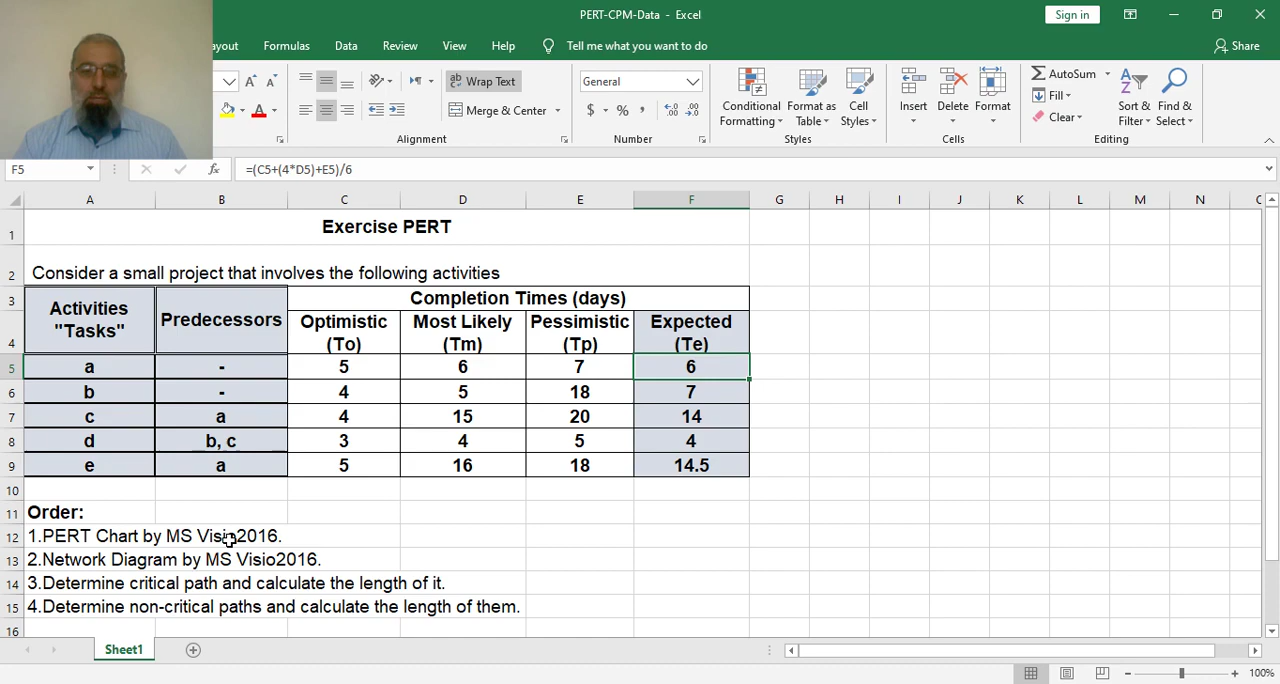 PERT-CPM-Data - Excel
Sign in
ayout Formulas Data Review View Help Tell me what you want to do Share
Wrap Text General AutoSum
Merge & Center Conditional Formatting Format as Table Cell Styles Insert Delete Format Fill Clear Sort & Filter Find & Select
$ % ,
Alignment Number Styles Cells Editing
F5 fx =(C5+(4*D5)+E5)/6
A B C D E F G H I J K L M N
1 Exercise PERT
2 Consider a small project that involves the following activities
3 Completion Times (days)
4 Activities "Tasks" Predecessors Optimistic (To) Most Likely (Tm) Pessimistic (Tp) Expected (Te)
5 a - 5 6 7 6
6 b - 4 5 18 7
7 c a 4 15 20 14
8 d b, c 3 4 5 4
9 e a 5 16 18 14.5
10
11 Order:
12 1.PERT Chart by MS Visio2016.
13 2.Network Diagram by MS Visio2016.
14 3.Determine critical path and calculate the length of it.
15 4.Determine non-critical paths and calculate the length of them.
16
Sheet1
100%